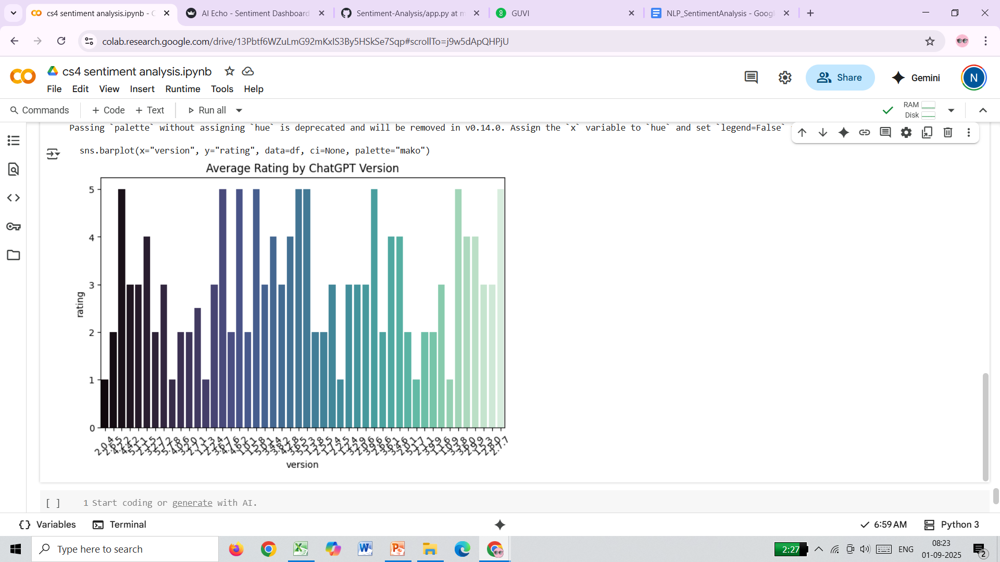 cs4 sentiment analysis.ipynb - C
AI Echo - Sentiment Dashboard
Sentiment-Analysis/app.py at m
GUVI
NLP_SentimentAnalysis - Googl
colab.research.google.com/drive/13Pbtf6WZuLmG92mKxIS3By5HSkSe7Sqp#scrollTo=j9w5dApQHPjU
cs4 sentiment analysis.ipynb
File Edit View Insert Runtime Tools Help
Share
Gemini
N
Commands + Code + Text Run all
RAM
Disk
Passing `palette` without assigning `hue` is deprecated and will be removed in v0.14.0. Assign the `x` variable to `hue` and set `legend=False`
sns.barplot(x="version", y="rating", data=df, ci=None, palette="mako")
Average Rating by ChatGPT Version
5
4
3
2
1
0
rating
2.7.7
version
[ ] 1 Start coding or generate with AI.
Variables Terminal
6:59 AM Python 3
Type here to search
2:27
ENG
08:23
01-09-2025
2